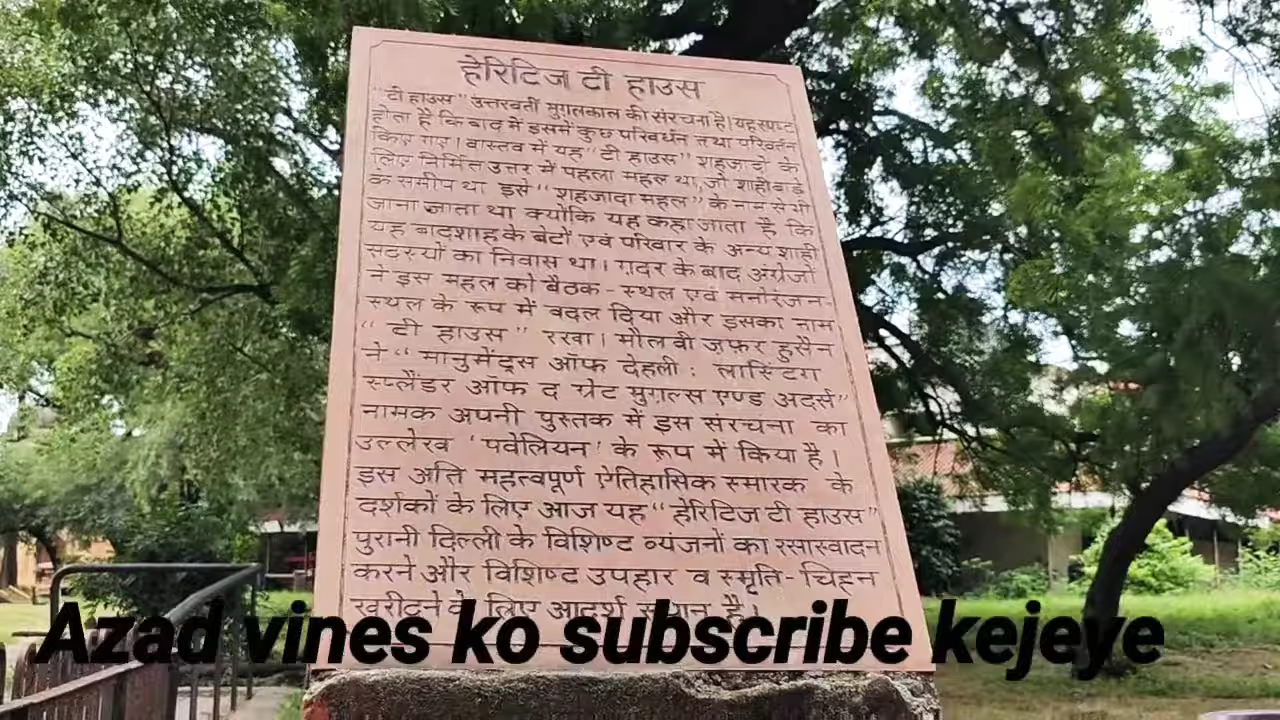 हेरिटिज टी हाउस
"टी हाउस" उत्तरवर्ती मुग़लकाल की संरचना है। यह स्पष्ट
होता है कि बाद में इसमें कुछ परिवर्धन तथा परिवर्तन
किए गए। वास्तव में यह "टी हाउस" शहज़ादों के
लिए निर्मित उत्तर में पहला महल था, जो शाहीबाड़े
के समीप था इसे "शहज़ादा महल" के नाम से भी
जाना जाता था क्योंकि यह कहा जाता है कि
यह बादशाह के बेटों एवं परिवार के अन्य शाही
सदस्यों का निवास था। ग़दर के बाद अंग्रेजों
ने इस महल को बैठक-स्थल एवं मनोरंजन-
स्थल के रूप में बदल दिया और इसका नाम
"टी हाउस" रखा। मौलवी ज़फ़र हुसैन
ने "मानुमेंट्स ऑफ देहली: लास्टिंग
स्प्लेंडर ऑफ द ग्रेट मुग़ल्स एण्ड अदर्स"
नामक अपनी पुस्तक में इस संरचना का
उल्लेख 'पवेलियन' के रूप में किया है।
इस अति महत्वपूर्ण ऐतिहासिक स्मारक के
दर्शकों के लिए आज यह "हेरिटिज टी हाउस"
पुरानी दिल्ली के विशिष्ट व्यंजनों का रसास्वादन
करने और विशिष्ट उपहार व स्मृति-चिह्न
खरीदने के लिए आदर्श स्थान है।
Azad vines ko subscribe kejeye